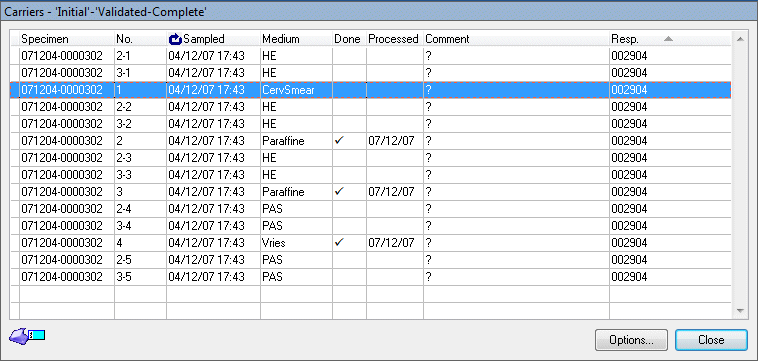 Carriers - 'Initial'-'Validated-Complete'
Specimen No. Sampled Medium Done Processed Comment Resp.
071204-0000302 2-1 04/12/07 17:43 HE ? 002904
071204-0000302 3-1 04/12/07 17:43 HE ? 002904
071204-0000302 1 04/12/07 17:43 CervSmear ? 002904
071204-0000302 2-2 04/12/07 17:43 HE ? 002904
071204-0000302 3-2 04/12/07 17:43 HE ? 002904
071204-0000302 2 04/12/07 17:43 Paraffine ✓ 07/12/07 ? 002904
071204-0000302 2-3 04/12/07 17:43 HE ? 002904
071204-0000302 3-3 04/12/07 17:43 HE ? 002904
071204-0000302 3 04/12/07 17:43 Paraffine ✓ 07/12/07 ? 002904
071204-0000302 2-4 04/12/07 17:43 PAS ? 002904
071204-0000302 3-4 04/12/07 17:43 PAS ? 002904
071204-0000302 4 04/12/07 17:43 Vries ✓ 07/12/07 ? 002904
071204-0000302 2-5 04/12/07 17:43 PAS ? 002904
071204-0000302 3-5 04/12/07 17:43 PAS ? 002904
Options... Close